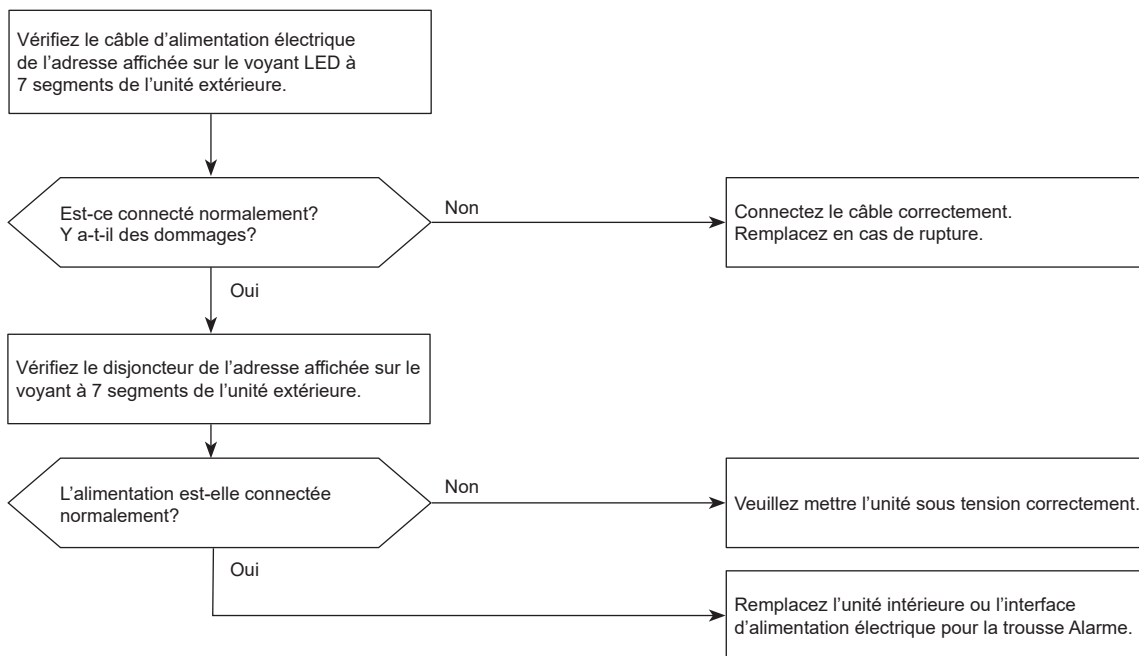 Vérifiez le câble d’alimentation électrique
de l’adresse affichée sur le voyant LED à
7 segments de l’unité extérieure.
Est-ce connecté normalement?
Y a-t-il des dommages?
Non
Connectez le câble correctement.
Remplacez en cas de rupture.
Oui
Vérifiez le disjoncteur de l’adresse affichée sur le
voyant à 7 segments de l’unité extérieure.
L’alimentation est-elle connectée
normalement?
Non
Veuillez mettre l’unité sous tension correctement.
Oui
Remplacez l’unité intérieure ou l’interface
d’alimentation électrique pour la trousse Alarme.